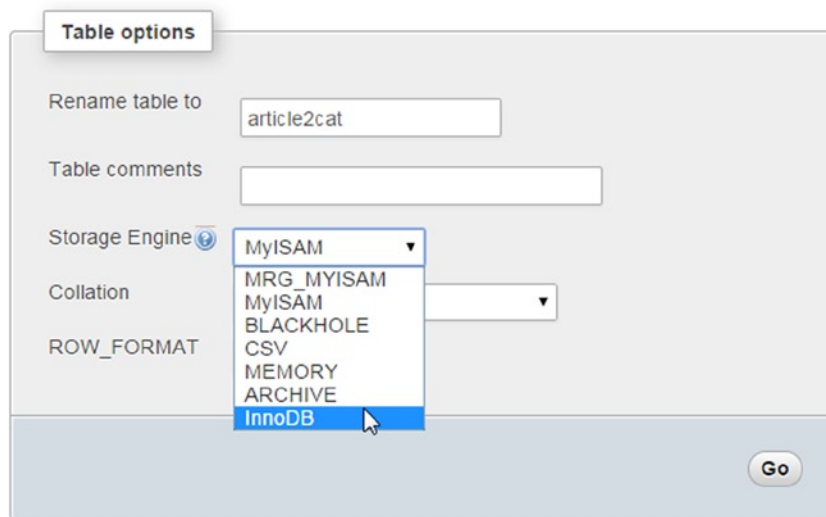 Table options
Rename table to
article2cat
Table comments
Storage Engine
MyISAM
MRG_MYISAM
MyISAM
BLACKHOLE
CSV
MEMORY
ARCHIVE
InnoDB
Collation
ROW_FORMAT
Go